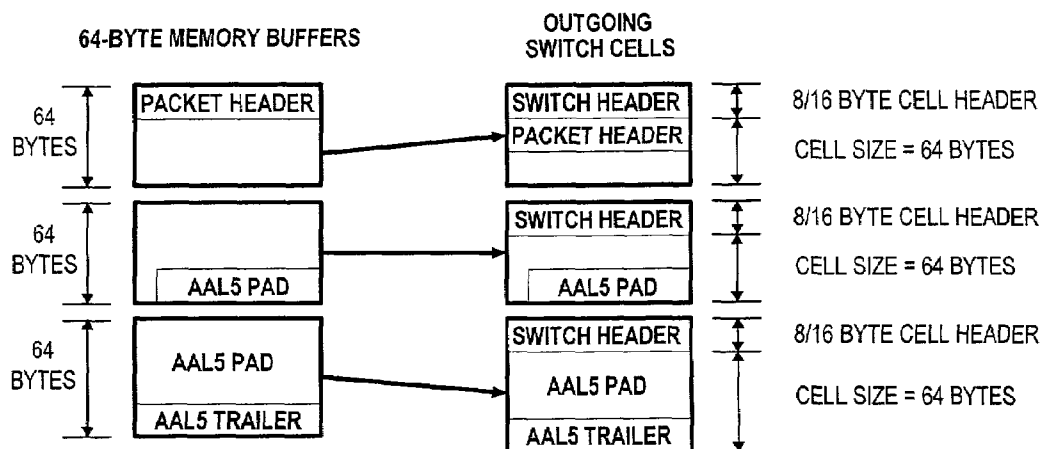 64-BYTE MEMORY BUFFERS
OUTGOING
SWITCH CELLS
64
BYTES
PACKET HEADER
SWITCH HEADER
PACKET HEADER
8/16 BYTE CELL HEADER
CELL SIZE = 64 BYTES
64
BYTES
AAL5 PAD
SWITCH HEADER
AAL5 PAD
8/16 BYTE CELL HEADER
CELL SIZE = 64 BYTES
64
BYTES
AAL5 PAD
AAL5 TRAILER
SWITCH HEADER
AAL5 PAD
AAL5 TRAILER
8/16 BYTE CELL HEADER
CELL SIZE = 64 BYTES